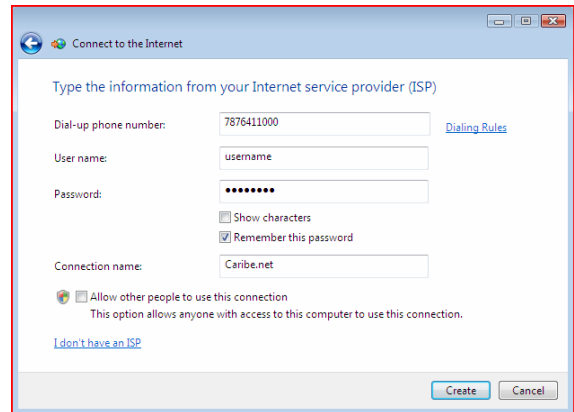 Connect to the Internet
Type the information from your Internet service provider (ISP)
Dial-up phone number: 7876411000 Dialing Rules
User name: username
Password: ●●●●●●●●
Show characters
Remember this password
Connection name: Caribe.net
Allow other people to use this connection
This option allows anyone with access to this computer to use this connection.
I don't have an ISP
Create Cancel